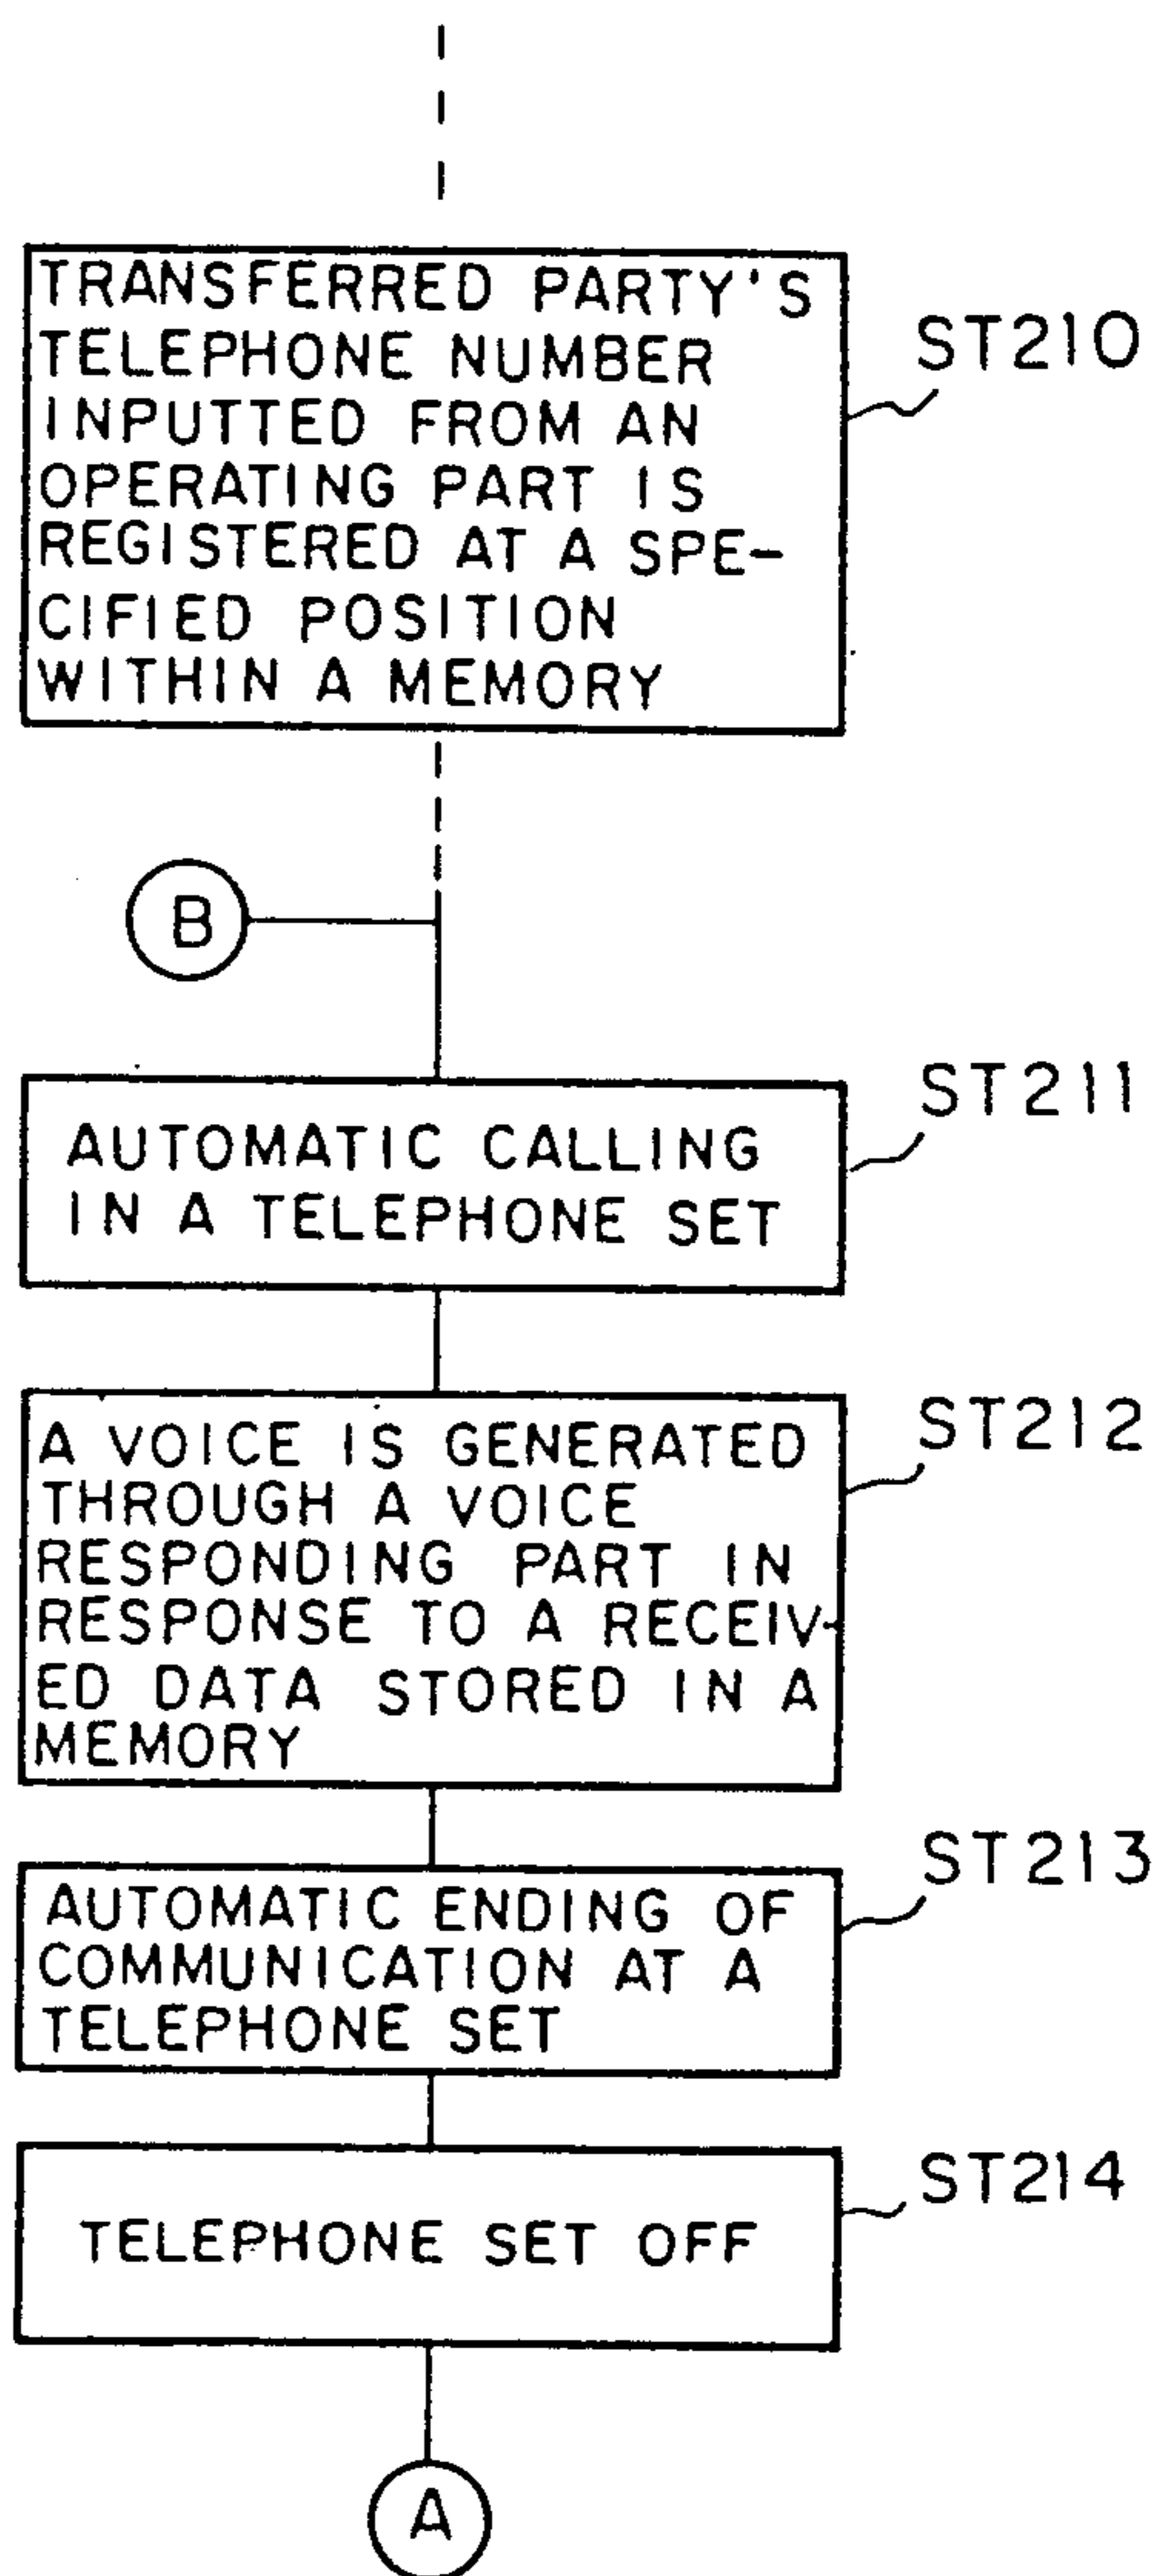 TRANSFERRED PARTY'S
TELEPHONE NUMBER
INPUTTED FROM AN
OPERATING PART IS
REGISTERED AT A SPE-
CIFIED POSITION
WITHIN A MEMORY
ST210
B
ST211
AUTOMATIC CALLING
IN A TELEPHONE SET
ST212
A VOICE IS GENERATED
THROUGH A VOICE
RESPONDING PART IN
RESPONSE TO A RECEIV-
ED DATA STORED IN A
MEMORY
ST213
AUTOMATIC ENDING OF
COMMUNICATION AT A
TELEPHONE SET
ST214
TELEPHONE SET OFF
A